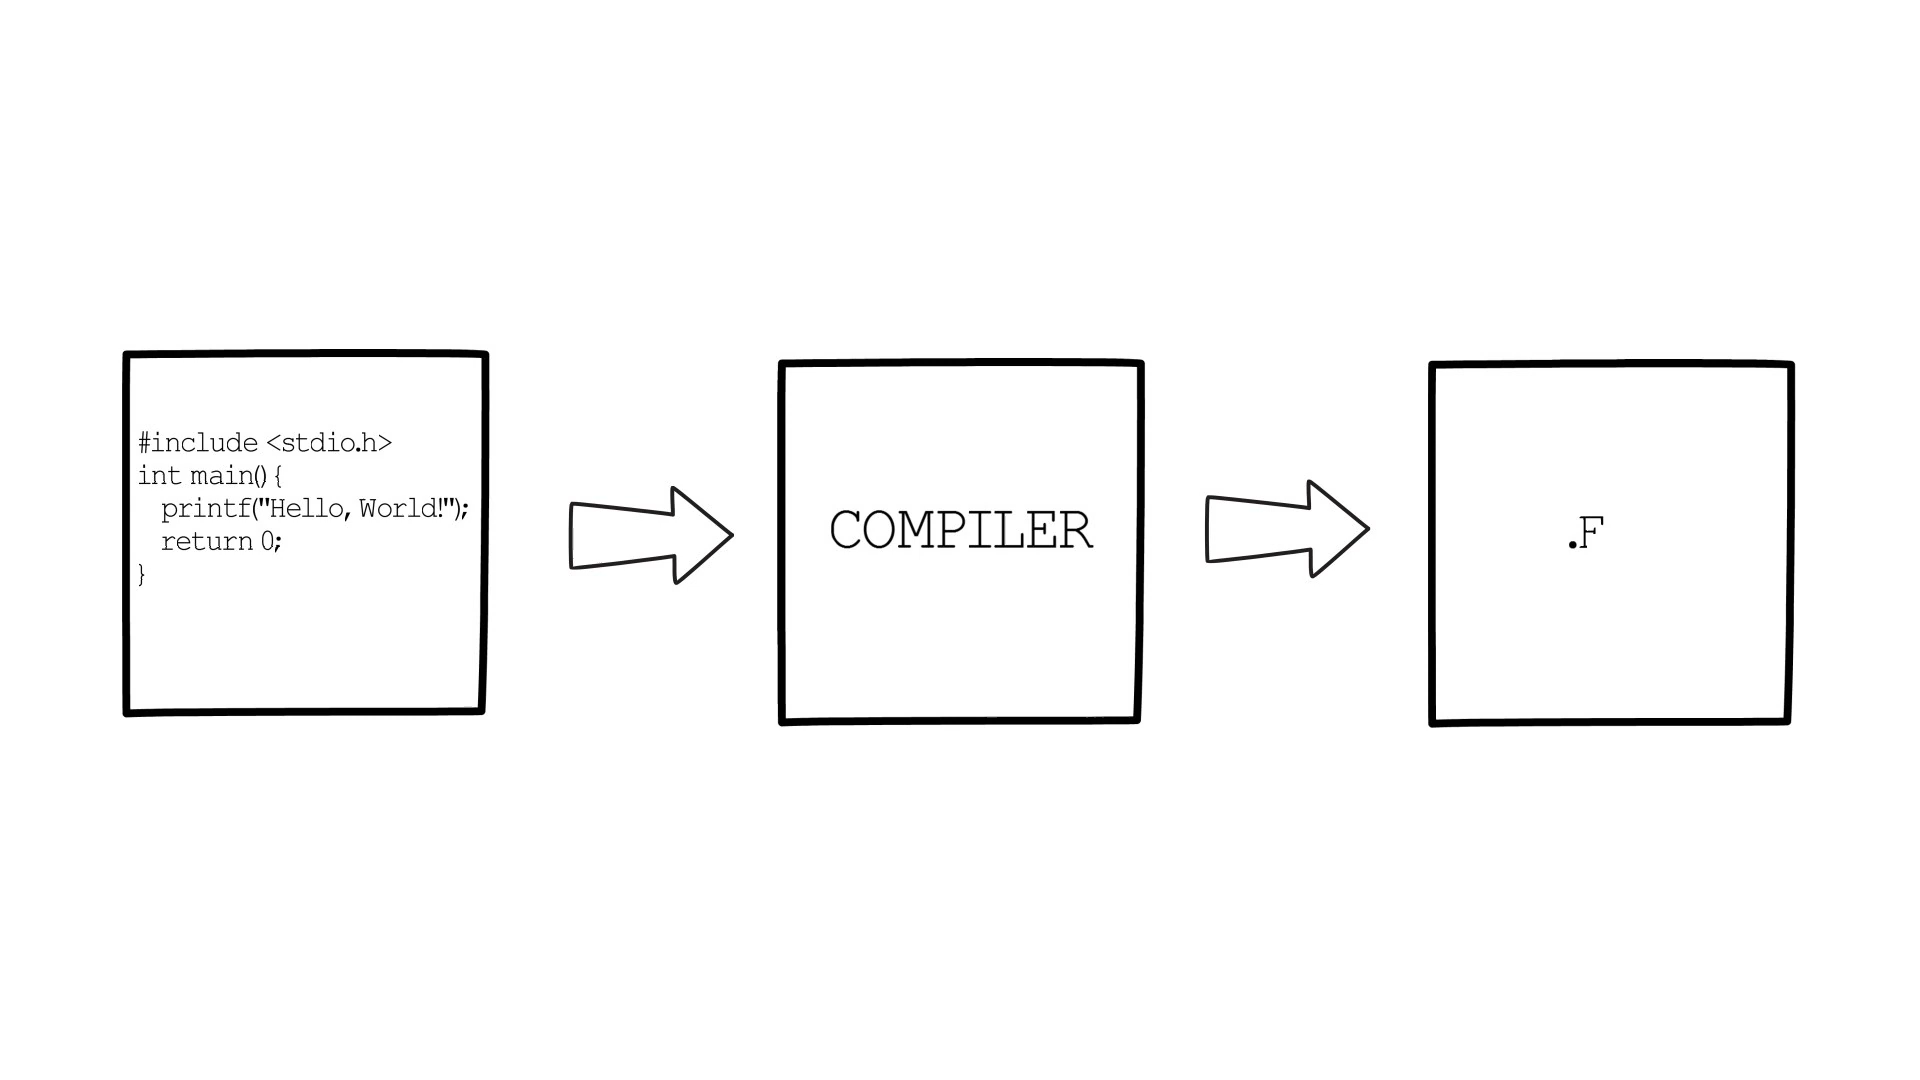 #include <stdio.h>
int main() {
printf("Hello, World!");
return 0;
}
COMPILER
.F